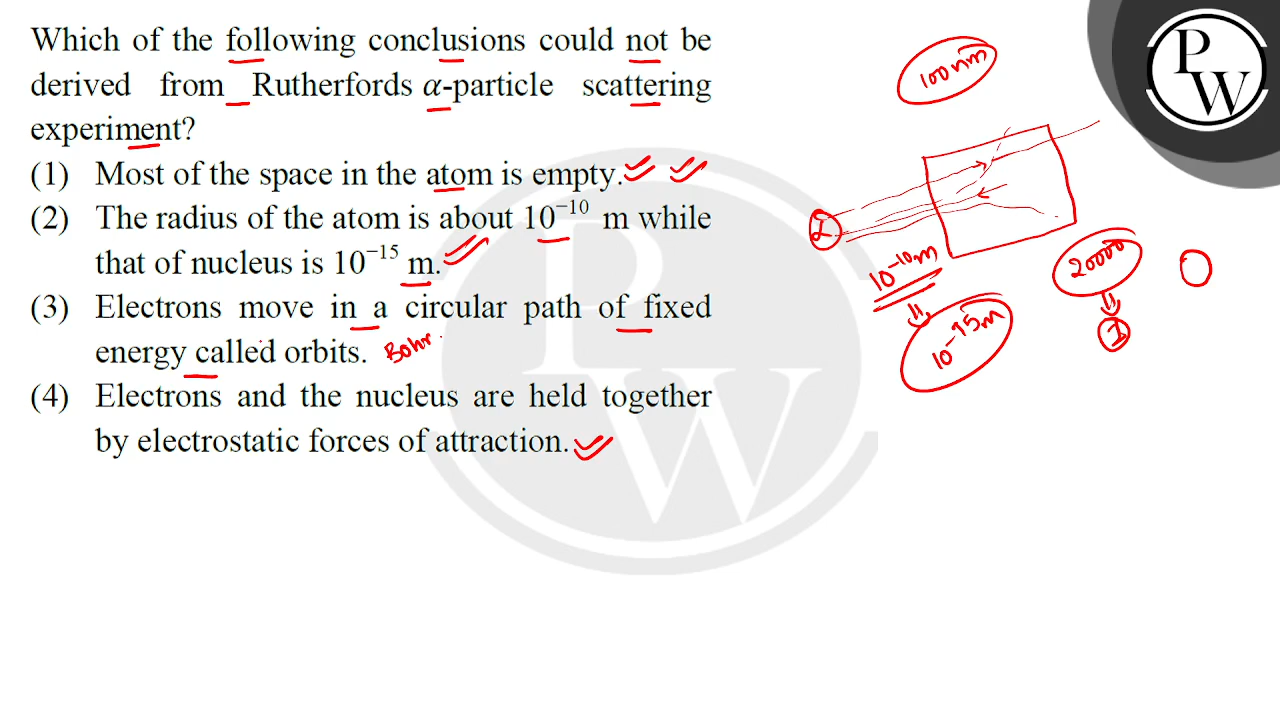 Which of the following conclusions could not be
derived from Rutherfords α-particle scattering
experiment?
(1) Most of the space in the atom is empty.
(2) The radius of the atom is about 10⁻¹⁰ m while
that of nucleus is 10⁻¹⁵ m.
(3) Electrons move in a circular path of fixed
energy called orbits. Bohr
(4) Electrons and the nucleus are held together
by electrostatic forces of attraction.
100nm
10⁻¹⁰m
10⁻¹⁵m
20000
P
W
P
W